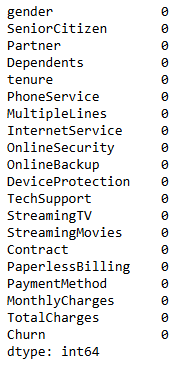 gender 0
SeniorCitizen 0
Partner 0
Dependents 0
tenure 0
PhoneService 0
MultipleLines 0
InternetService 0
OnlineSecurity 0
OnlineBackup 0
DeviceProtection 0
TechSupport 0
StreamingTV 0
StreamingMovies 0
Contract 0
PaperlessBilling 0
PaymentMethod 0
MonthlyCharges 0
TotalCharges 0
Churn 0
dtype: int64